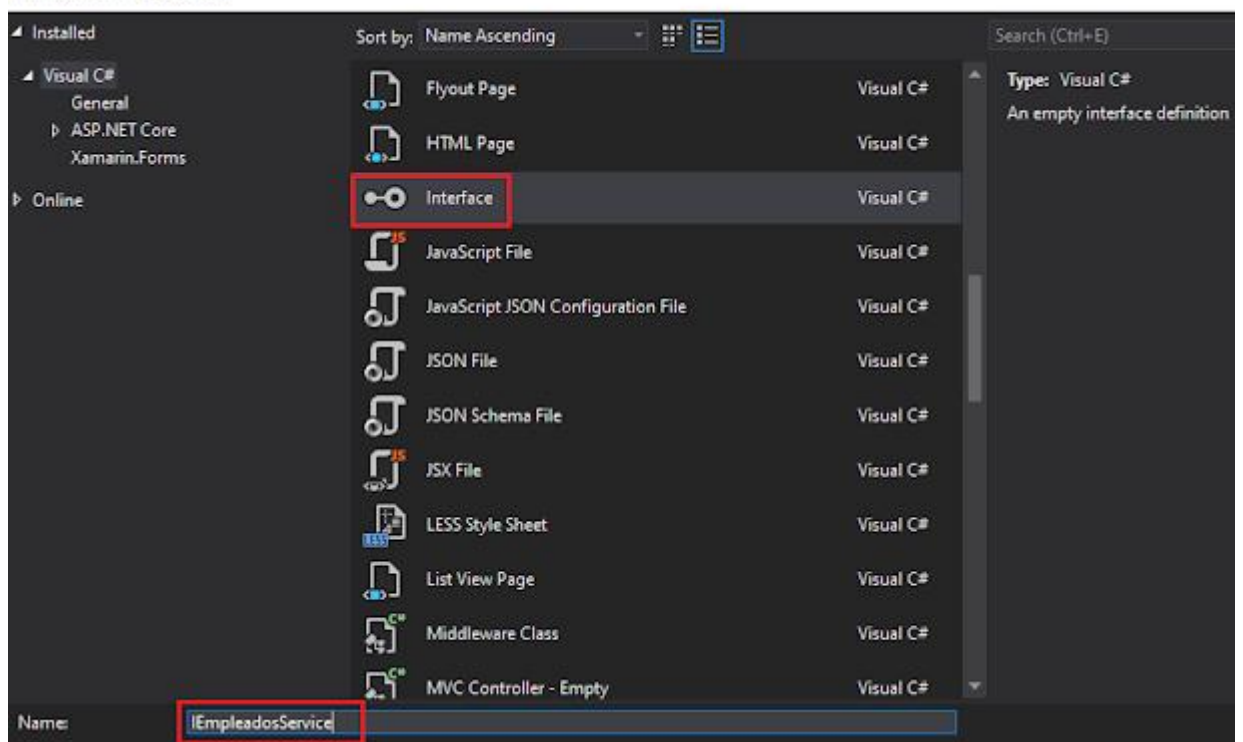 Installed
Sort by: Name Ascending
Search (Ctrl+E)
Visual C#
General
ASP.NET Core
Xamarin.Forms
Online
Flyout Page Visual C#
HTML Page Visual C#
Interface Visual C#
JavaScript File Visual C#
JavaScript JSON Configuration File Visual C#
JSON File Visual C#
JSON Schema File Visual C#
JSX File Visual C#
LESS Style Sheet Visual C#
List View Page Visual C#
Middleware Class Visual C#
MVC Controller - Empty Visual C#
Type: Visual C#
An empty interface definition
Name: IEmpleadosService